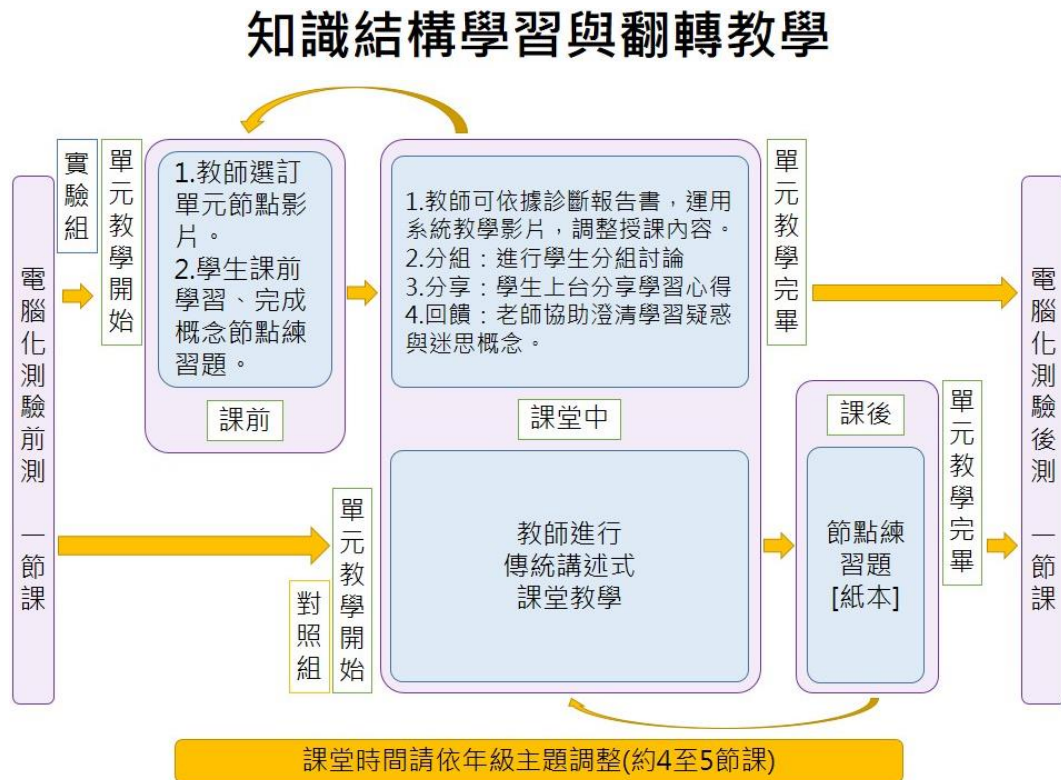 知識結構學習與翻轉教學
電腦化測驗前測 一節課
實驗組
單元教學開始
1.教師選訂
單元節點影
片。
2.學生課前
學習、完成
概念節點練
習題。
課前
1.教師可依據診斷報告書，運用
系統教學影片，調整授課內容。
2.分組：進行學生分組討論
3.分享：學生上台分享學習心得
4.回饋：老師協助澄清學習疑惑
與迷思概念。
課堂中
單元教學完畢
對照組
單元教學開始
教師進行
傳統講述式
課堂教學
課後
節點練
習題
[紙本]
單元教學完畢
電腦化測驗後測 一節課
課堂時間請依年級主題調整(約4至5節課)